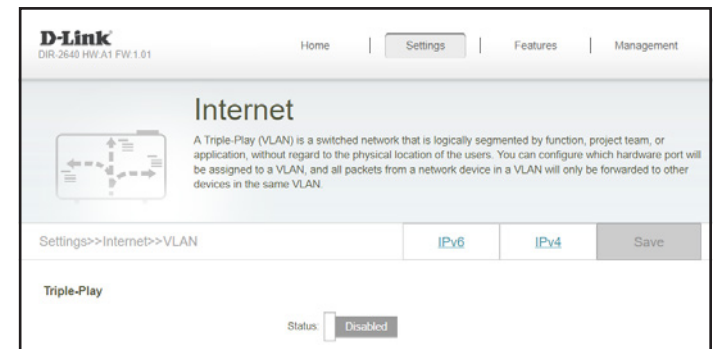 D-Link
DIR-2640 HW:A1 FW:1.01
Home | Settings | Features | Management
Internet
A Triple-Play (VLAN) is a switched network that is logically segmented by function, project team, or
application, without regard to the physical location of the users. You can configure which hardware port will
be assigned to a VLAN, and all packets from a network device in a VLAN will only be forwarded to other
devices in the same VLAN.
Settings>>Internet>>VLAN IPv6 IPv4 Save
Triple-Play
Status: Disabled